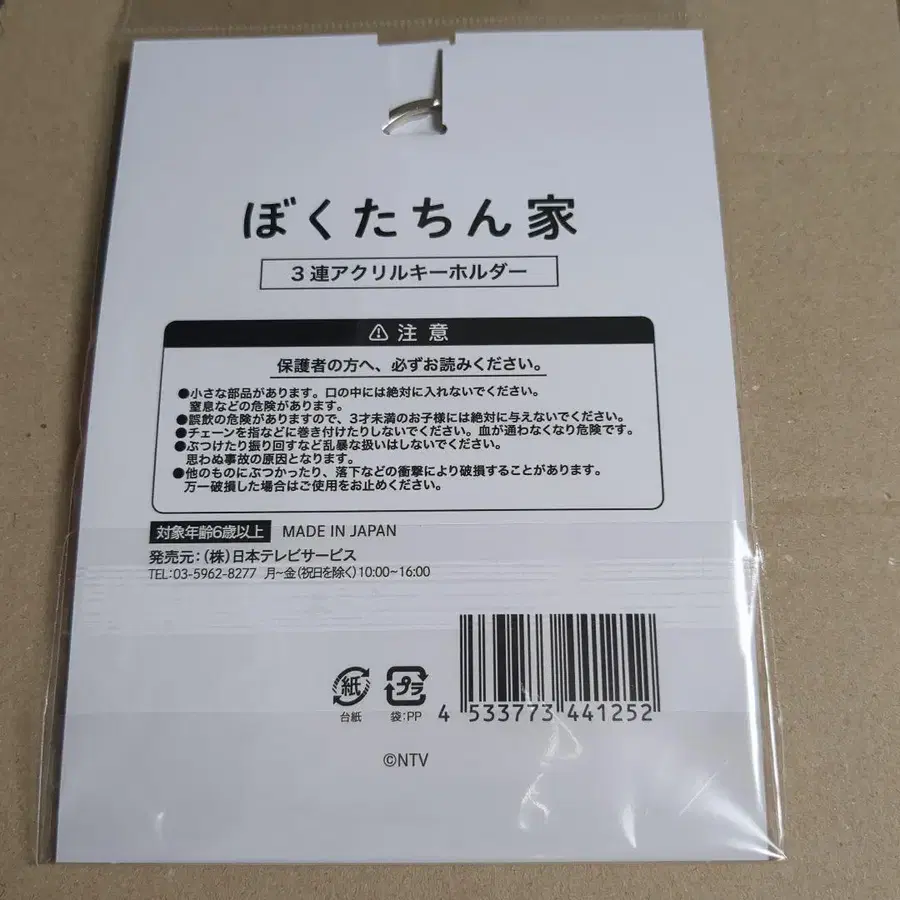 ぼくたちん家
3連アクリルキーホルダー
⚠注意
保護者の方へ、必ずお読みください。
●小さな部品があります。口の中には絶対に入れないでください。
窒息などの危険があります。
●誤飲の危険がありますので、3才未満のお子様には絶対に与えないでください。
●チェーンを指などに巻き付けたりしないでください。血が通わなくなり危険です。
●ぶつけたり振り回すなど乱暴な扱いはしないでください。
思わぬ事故の原因となります。
●他のものにぶつかったり、落下などの衝撃により破損することがあります。
万一破損した場合はご使用をお止めください。
対象年齢6歳以上 MADE IN JAPAN
発売元:(株)日本テレビサービス
TEL:03-5962-8277 月~金(祝日を除く)10:00~16:00
紙 プラ
台紙 袋:PP 4 533773 441252
©NTV